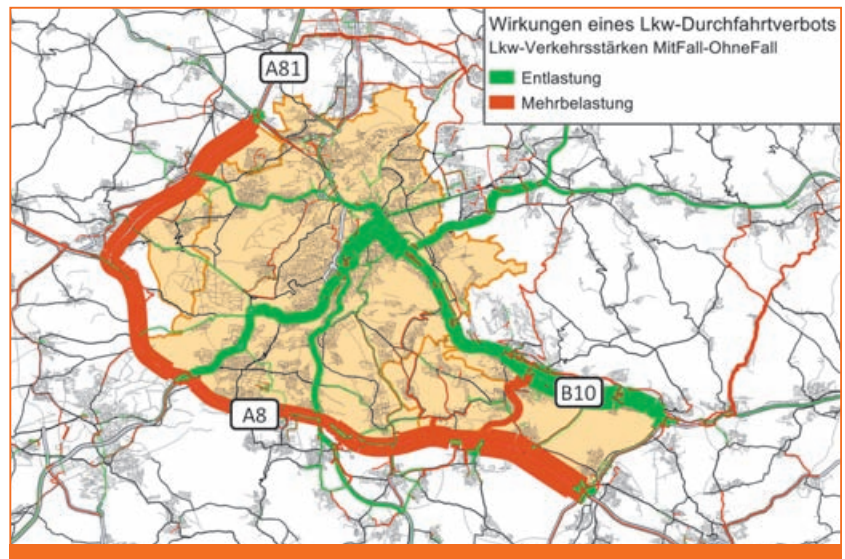 Wirkungen eines Lkw-Durchfahrtverbots
Lkw-Verkehrsstärken MitFall-OhneFall
Entlastung
Mehrbelastung
A81
B10
A8